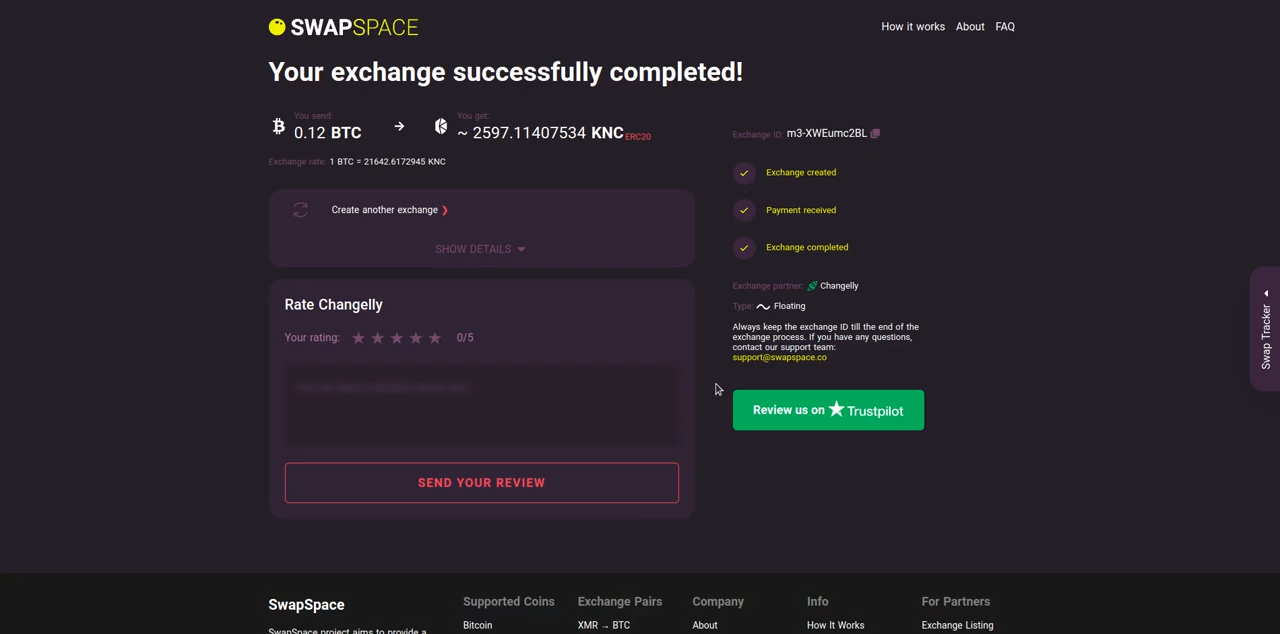 SWAPSPACE
How it works About FAQ
Your exchange successfully completed!
You send:
0.12 BTC
You get:
~ 2597.11407534 KNC ERC20
Exchange rate: 1 BTC = 21642.6172945 KNC
Create another exchange ❯
SHOW DETAILS
Rate Changelly
Your rating: 0/5
SEND YOUR REVIEW
Exchange ID: m3-XWEumc2BL
Exchange created
Payment received
Exchange completed
Exchange partner: Changelly
Type: Floating
Always keep the exchange ID till the end of the
exchange process. If you have any questions,
contact our support team:
support@swapspace.co
Review us on Trustpilot
Swap Tracker
SwapSpace
SwapSpace project aims to provide a
Supported Coins
Bitcoin
Exchange Pairs
XMR → BTC
Company
About
Info
How It Works
For Partners
Exchange Listing